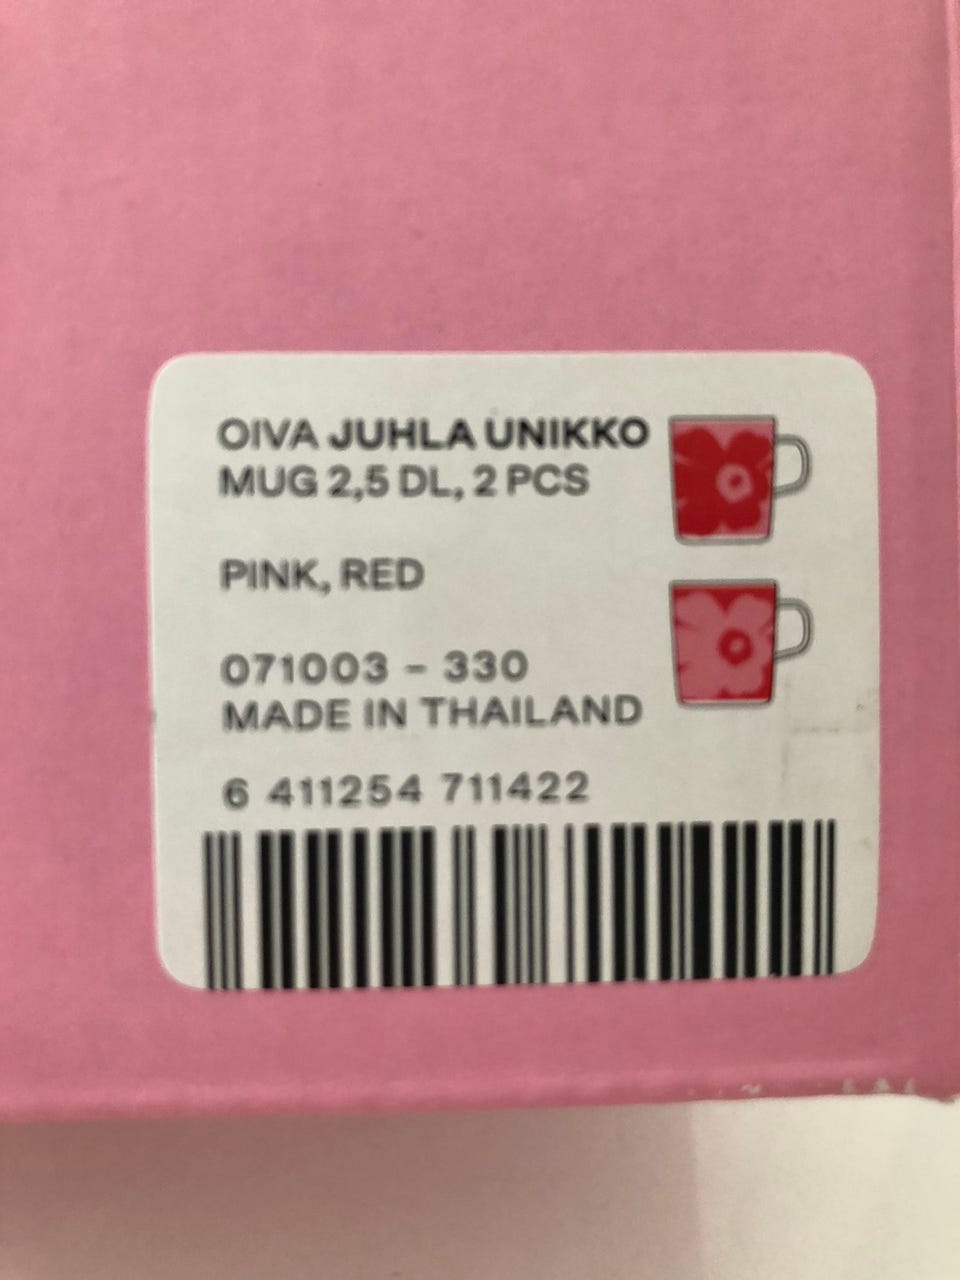 OIVA JUHLA UNIKKO
MUG 2,5 DL, 2 PCS
PINK, RED
071003 - 330
MADE IN THAILAND
6 411254 711422